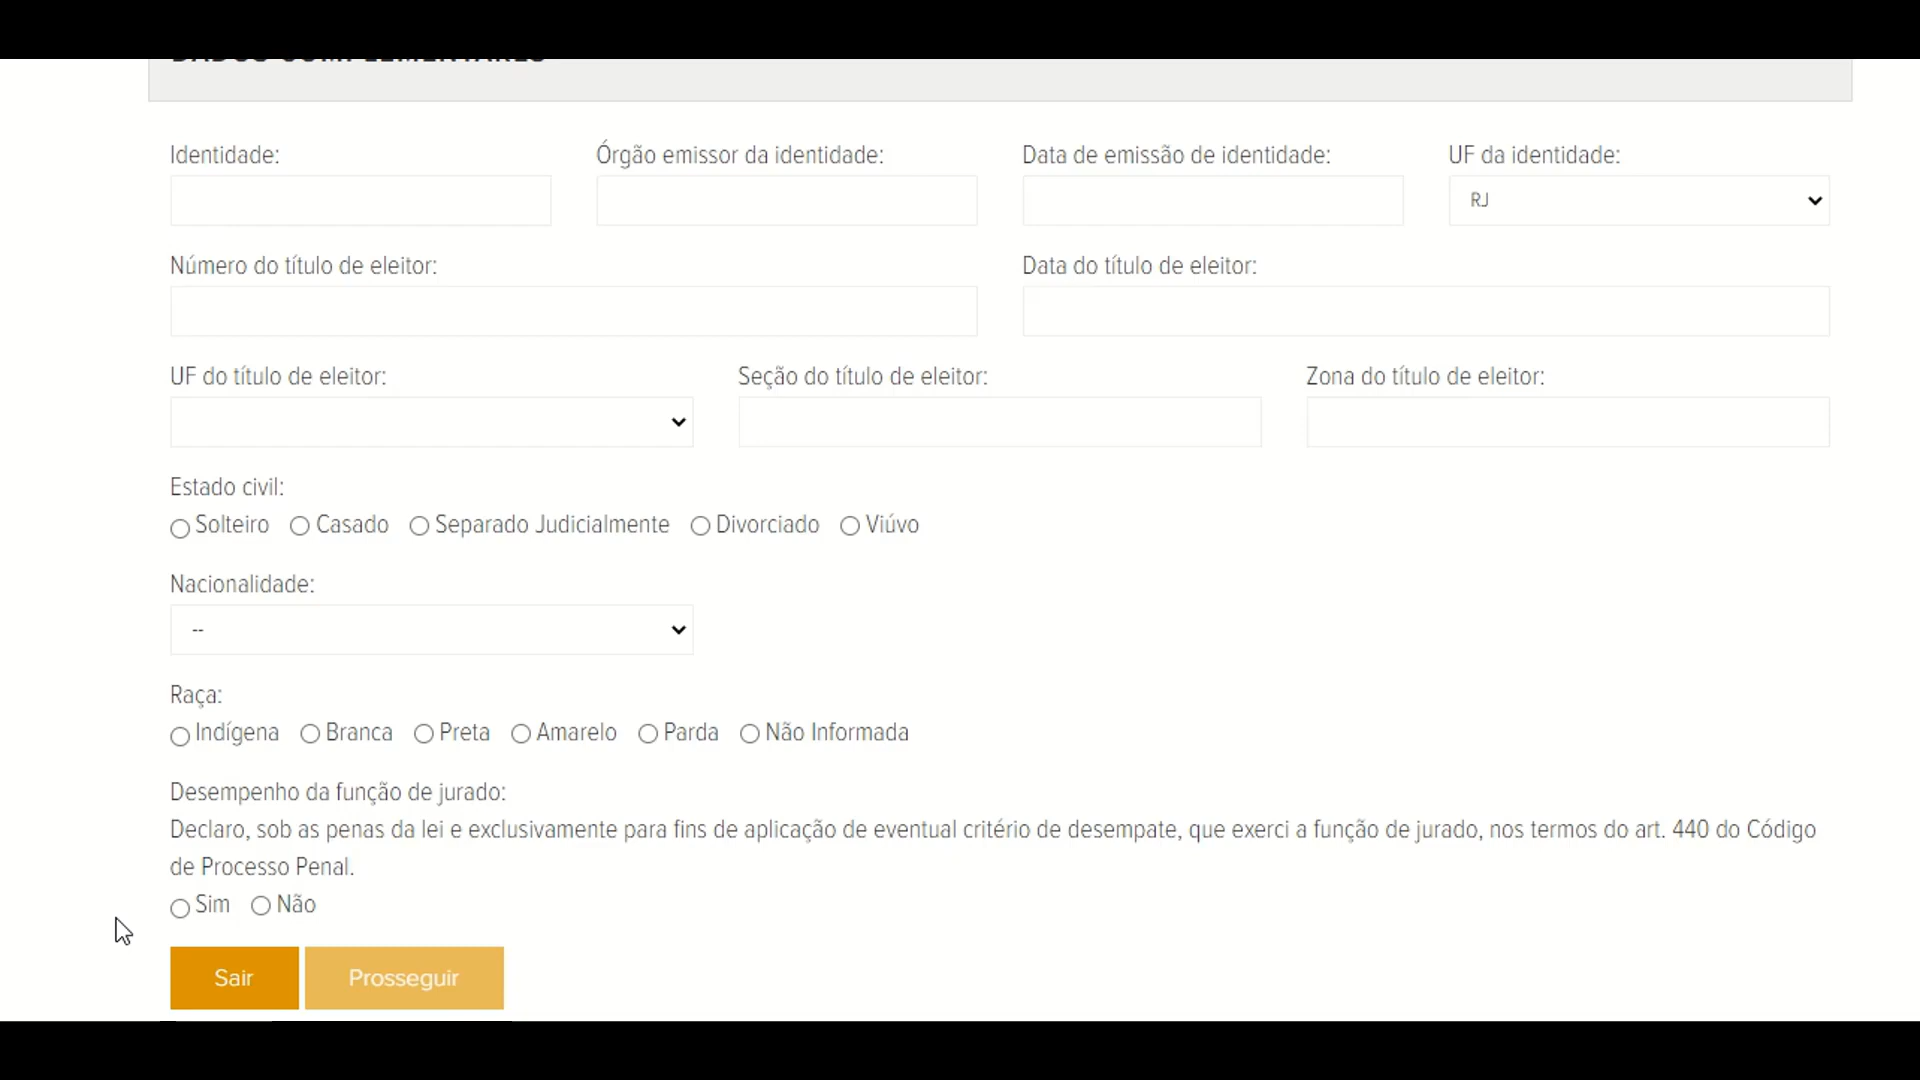 DADOS COMPLEMENTARES
Identidade: Órgão emissor da identidade: Data de emissão de identidade: UF da identidade:
RJ
Número do título de eleitor: Data do título de eleitor:
UF do título de eleitor: Seção do título de eleitor: Zona do título de eleitor:
Estado civil:
Solteiro Casado Separado Judicialmente Divorciado Viúvo
Nacionalidade:
--
Raça:
Indígena Branca Preta Amarelo Parda Não Informada
Desempenho da função de jurado:
Declaro, sob as penas da lei e exclusivamente para fins de aplicação de eventual critério de desempate, que exerci a função de jurado, nos termos do art. 440 do Código
de Processo Penal.
Sim Não
Sair Prosseguir